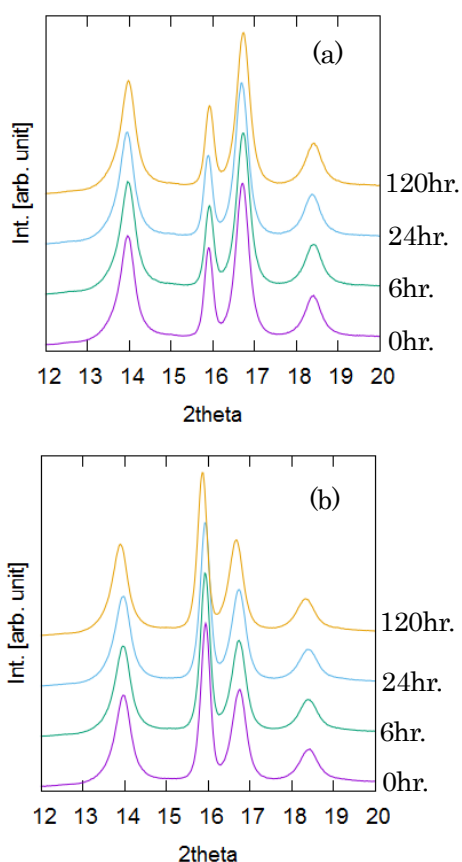 (a)
Int. [arb. unit]
120hr.
24hr.
6hr.
0hr.
12 13 14 15 16 17 18 19 20
2theta
(b)
Int. [arb. unit]
120hr.
24hr.
6hr.
0hr.
12 13 14 15 16 17 18 19 20
2theta